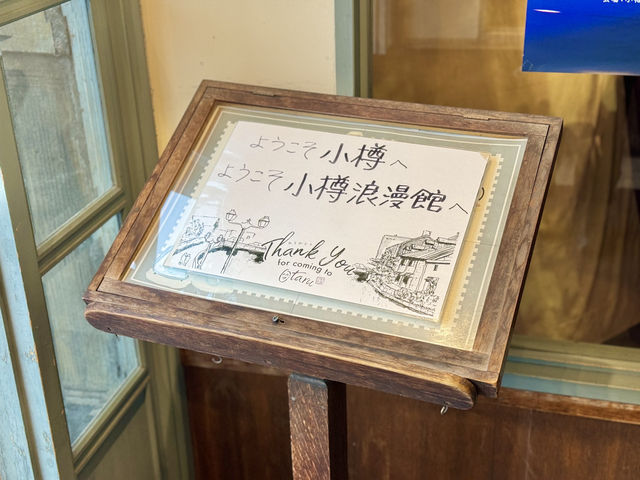 ようこそ小樽へ
ようこそ小樽浪漫館へ
Thank You
for coming to
Otaru